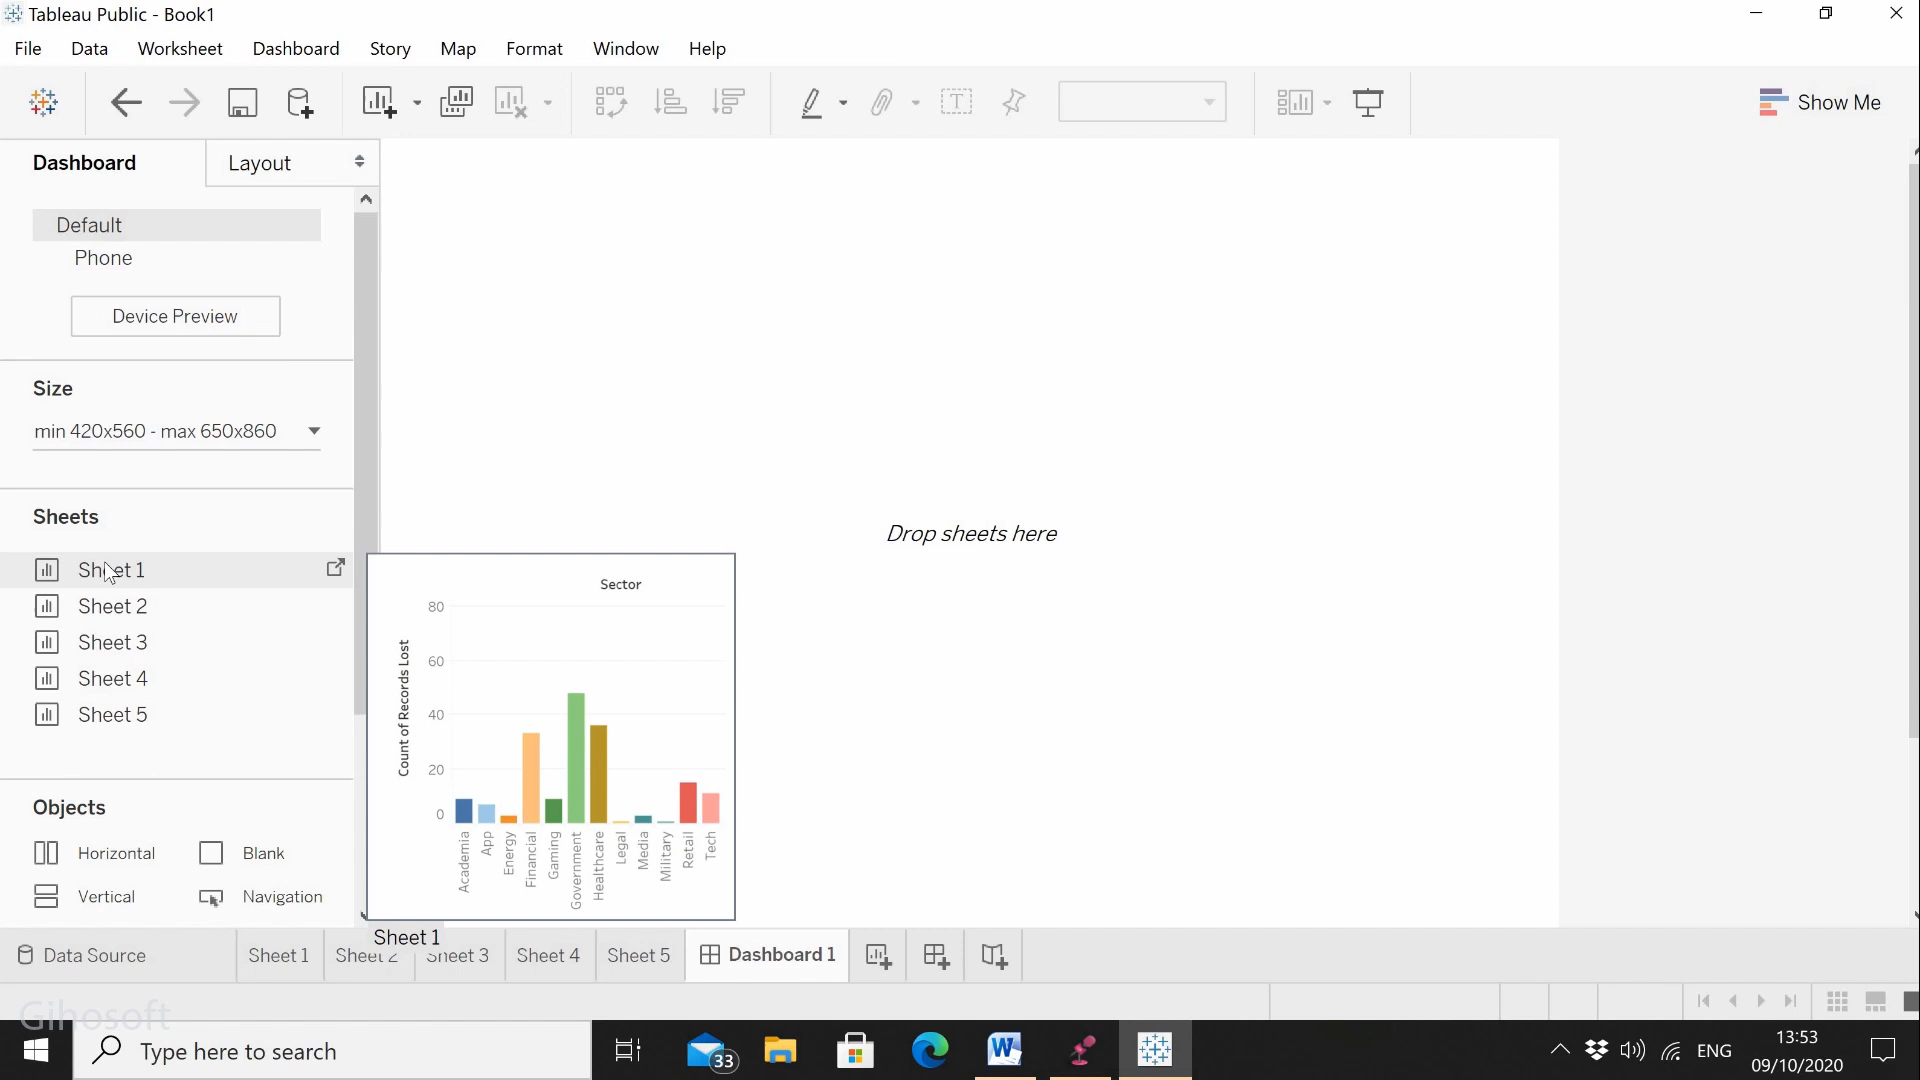 Tableau Public - Book1
File Data Worksheet Dashboard Story Map Format Window Help
Show Me
Dashboard Layout
Default
Phone
Device Preview
Size
min 420x560 - max 650x860
Sheets
Sheet 1
Sheet 2
Sheet 3
Sheet 4
Sheet 5
Objects
Horizontal Blank
Vertical Navigation
Drop sheets here
Sector
Count of Records Lost
80
60
40
20
0
Academia
App
Energy
Financial
Gaming
Government
Healthcare
Legal
Media
Military
Retail
Tech
Sheet 1
Data Source Sheet 1 Sheet 2 Sheet 3 Sheet 4 Sheet 5 Dashboard 1
Gihosoft
Type here to search
33
W
ENG
13:53
09/10/2020